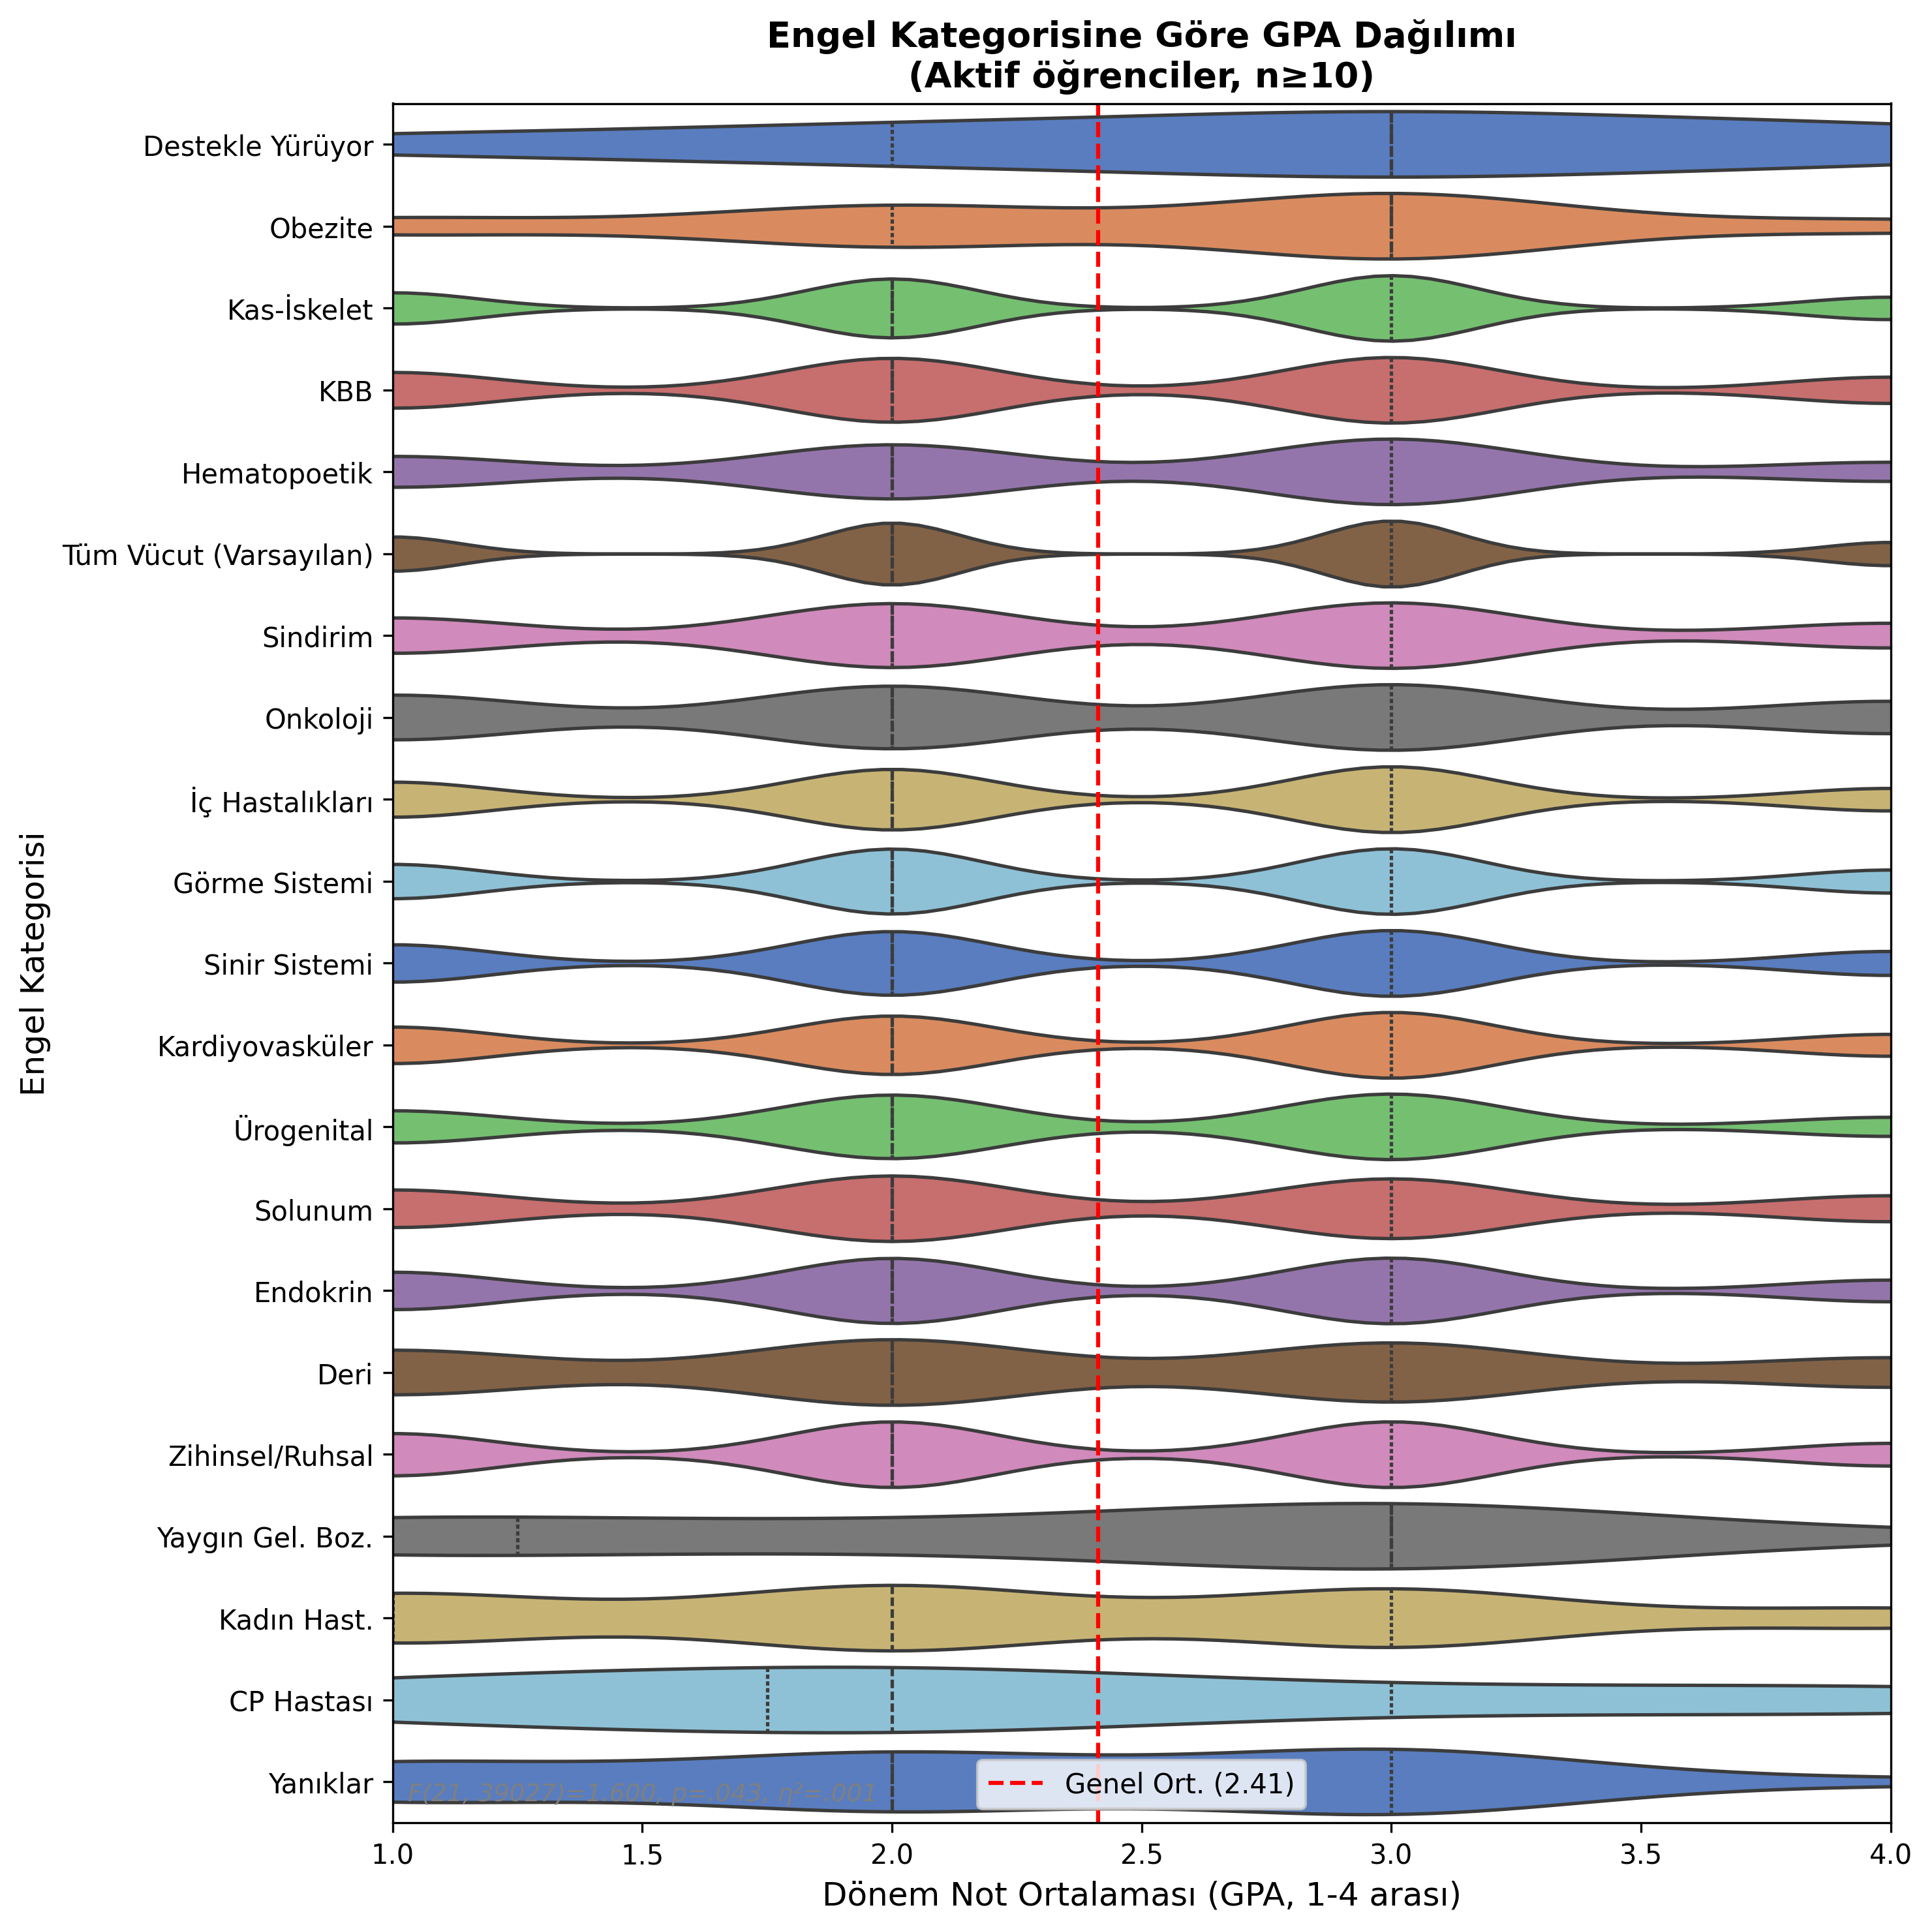 Engel Kategorisine Göre GPA Dağılımı
(Aktif öğrenciler, n≥10)
Engel Kategorisi
Destekle Yürüyor
Obezite
Kas-İskelet
KBB
Hematopoetik
Tüm Vücut (Varsayılan)
Sindirim
Onkoloji
İç Hastalıkları
Görme Sistemi
Sinir Sistemi
Kardiyovasküler
Ürogenital
Solunum
Endokrin
Deri
Zihinsel/Ruhsal
Yaygın Gel. Boz.
Kadın Hast.
CP Hastası
Yanıklar
F(21, 39027)=1.600, p=.043, η²=.001
Genel Ort. (2.41)
1.0 1.5 2.0 2.5 3.0 3.5 4.0
Dönem Not Ortalaması (GPA, 1-4 arası)